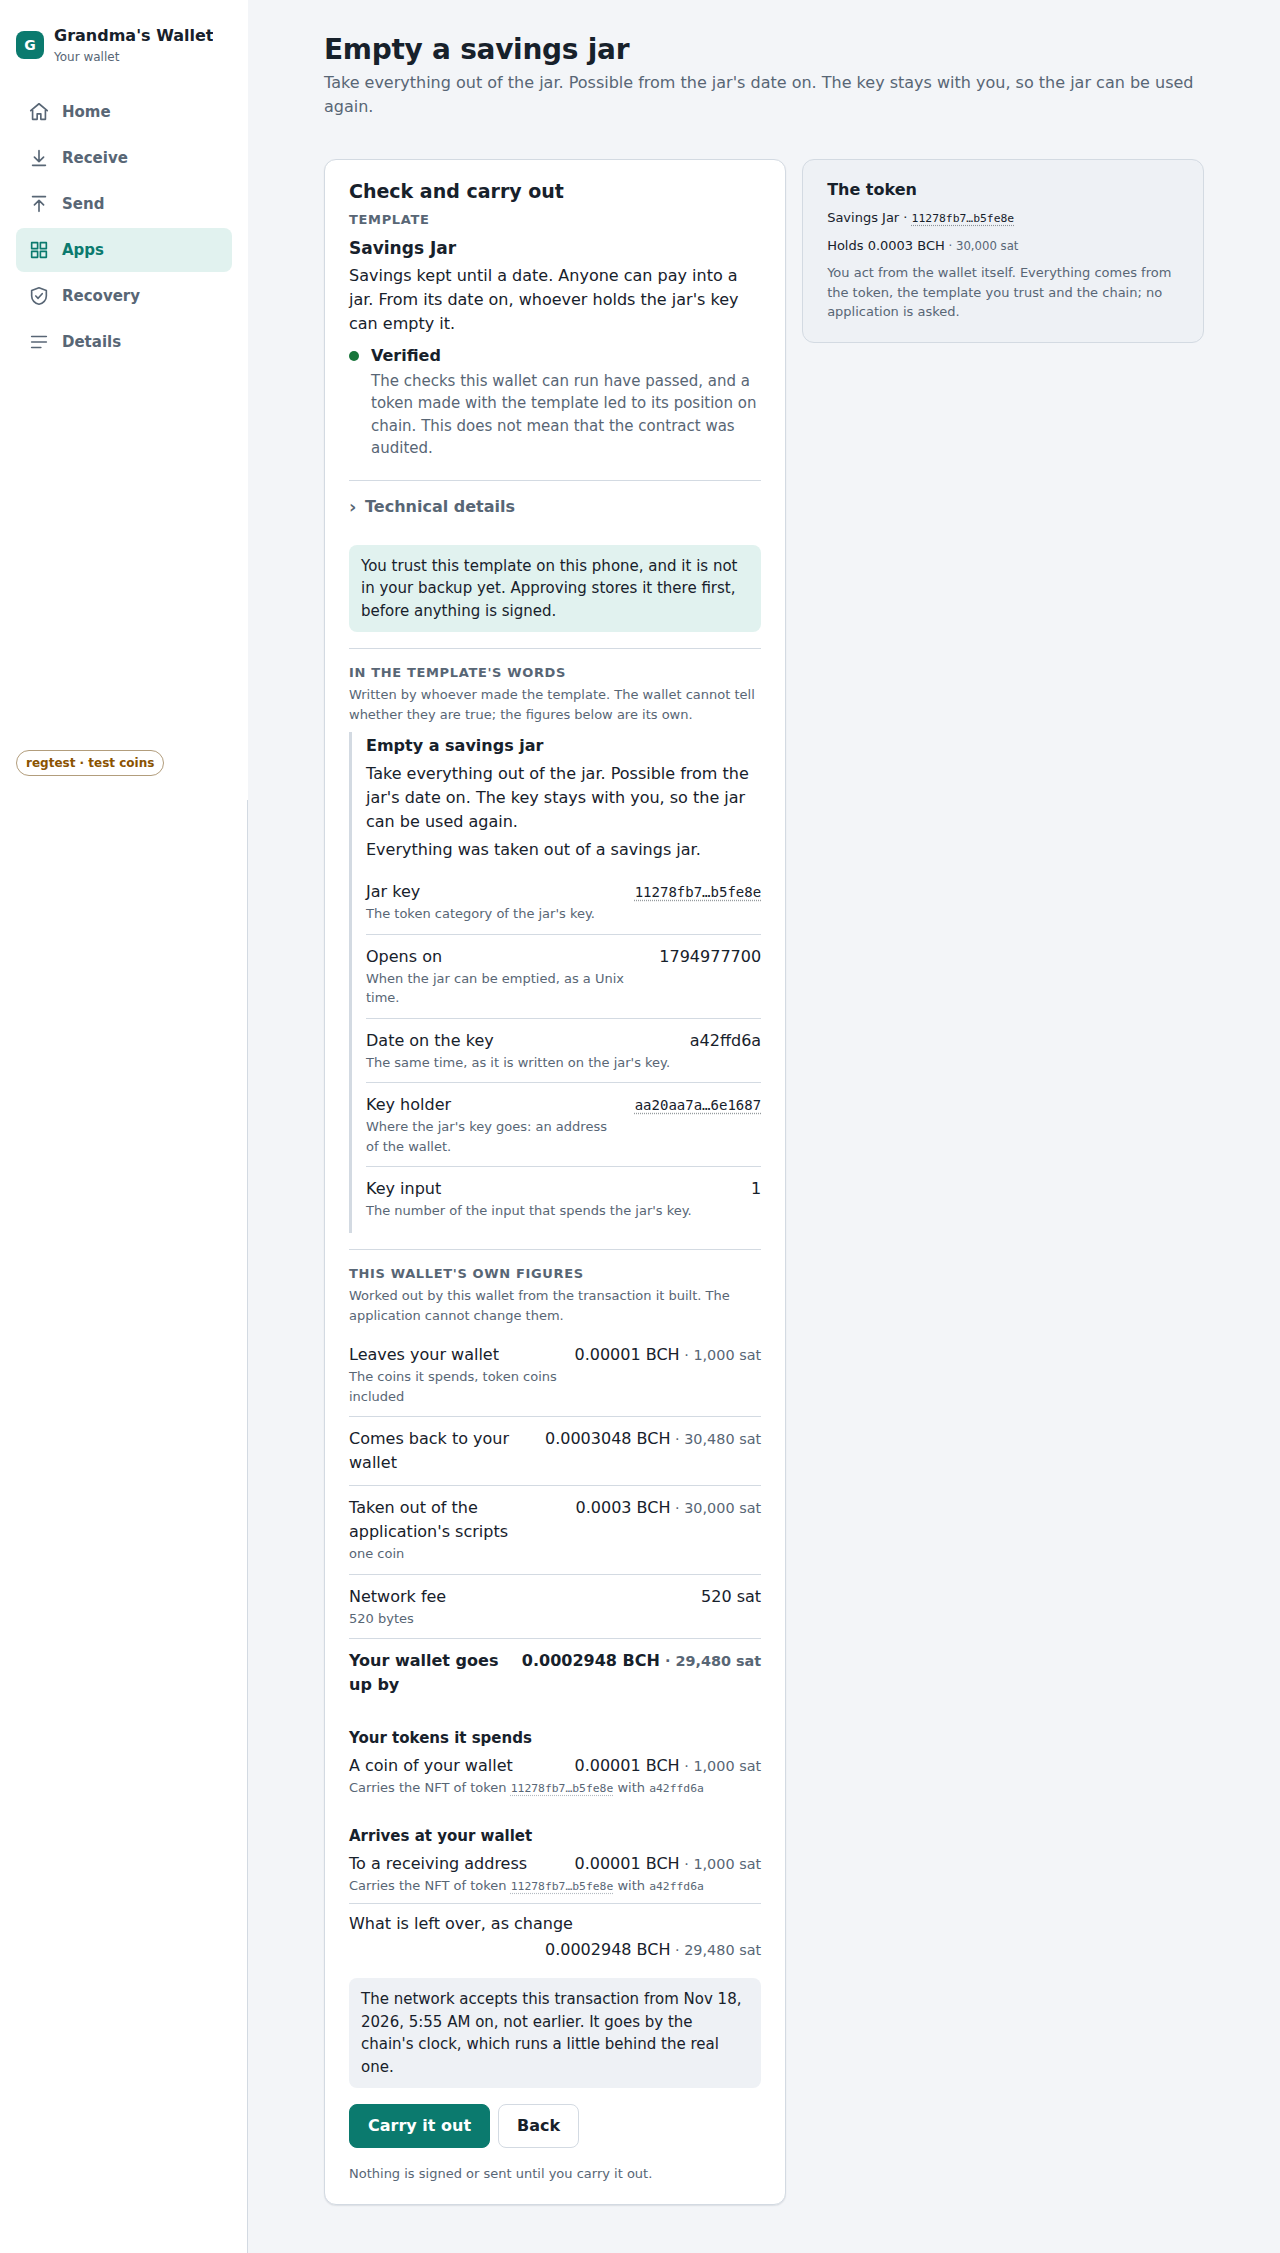 G
Grandma's Wallet
Your wallet
Home
Receive
Send
Apps
Recovery
Details
regtest · test coins
Empty a savings jar
Take everything out of the jar. Possible from the jar's date on. The key stays with you, so the jar can be used
again.
Check and carry out
TEMPLATE
Savings Jar
Savings kept until a date. Anyone can pay into a
jar. From its date on, whoever holds the jar's key
can empty it.
Verified
The checks this wallet can run have passed, and a
token made with the template led to its position on
chain. This does not mean that the contract was
audited.
› Technical details
You trust this template on this phone, and it is not
in your backup yet. Approving stores it there first,
before anything is signed.
IN THE TEMPLATE'S WORDS
Written by whoever made the template. The wallet cannot tell
whether they are true; the figures below are its own.
Empty a savings jar
Take everything out of the jar. Possible from the
jar's date on. The key stays with you, so the jar
can be used again.
Everything was taken out of a savings jar.
Jar key 11278fb7…b5fe8e
The token category of the jar's key.
Opens on 1794977700
When the jar can be emptied, as a Unix
time.
Date on the key a42ffd6a
The same time, as it is written on the jar's key.
Key holder aa20aa7a…6e1687
Where the jar's key goes: an address
of the wallet.
Key input 1
The number of the input that spends the jar's key.
THIS WALLET'S OWN FIGURES
Worked out by this wallet from the transaction it built. The
application cannot change them.
Leaves your wallet 0.00001 BCH · 1,000 sat
The coins it spends, token coins
included
Comes back to your 0.0003048 BCH · 30,480 sat
wallet
Taken out of the 0.0003 BCH · 30,000 sat
application's scripts
one coin
Network fee 520 sat
520 bytes
Your wallet goes 0.0002948 BCH · 29,480 sat
up by
Your tokens it spends
A coin of your wallet 0.00001 BCH · 1,000 sat
Carries the NFT of token 11278fb7…b5fe8e with a42ffd6a
Arrives at your wallet
To a receiving address 0.00001 BCH · 1,000 sat
Carries the NFT of token 11278fb7…b5fe8e with a42ffd6a
What is left over, as change
0.0002948 BCH · 29,480 sat
The network accepts this transaction from Nov 18,
2026, 5:55 AM on, not earlier. It goes by the
chain's clock, which runs a little behind the real
one.
Carry it out Back
Nothing is signed or sent until you carry it out.
The token
Savings Jar · 11278fb7…b5fe8e
Holds 0.0003 BCH · 30,000 sat
You act from the wallet itself. Everything comes from
the token, the template you trust and the chain; no
application is asked.